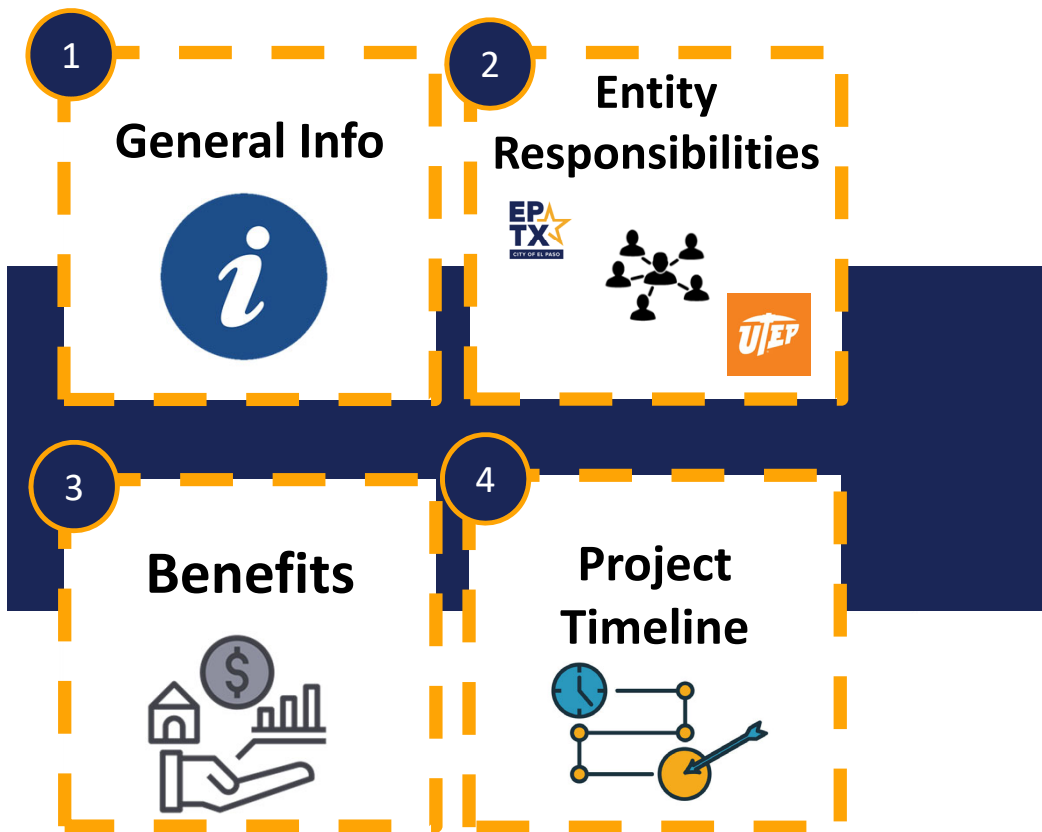 1
General Info
i
2
Entity
Responsibilities
EP
TX
CITY OF EL PASO
UTEP
3
Benefits
$
4
Project
Timeline